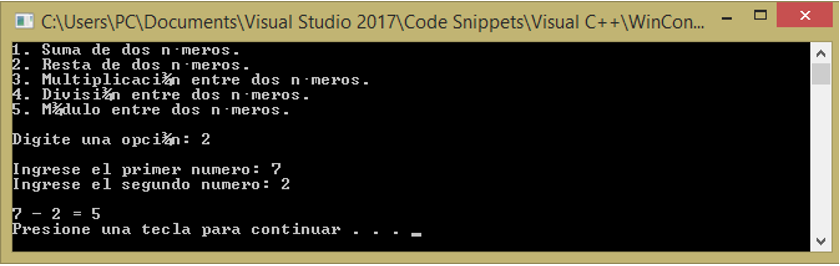 C:\Users\PC\Documents\Visual Studio 2017\Code Snippets\Visual C++\WinCon...
1. Suma de dos n·meros.
2. Resta de dos n·meros.
3. Multiplicaci¾n entre dos n·meros.
4. Divisi¾n entre dos n·meros.
5. M¾dulo entre dos n·meros.
Digite una opci¾n: 2
Ingrese el primer numero: 7
Ingrese el segundo numero: 2
7 - 2 = 5
Presione una tecla para continuar . . . _